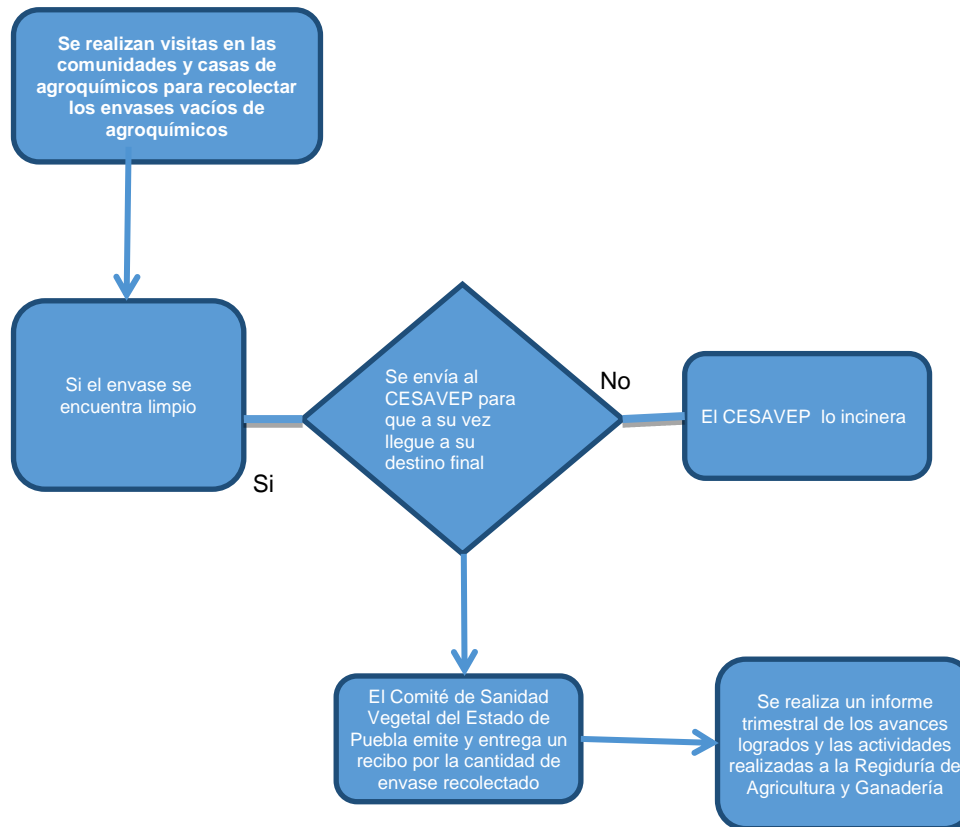 Se realizan visitas en las
comunidades y casas de
agroquímicos para recolectar
los envases vacíos de
agroquímicos
Si el envase se
encuentra limpio
Si
Se envía al
CESAVEP para
que a su vez
llegue a su
destino final
No
El CESAVEP lo incinera
El Comité de Sanidad
Vegetal del Estado de
Puebla emite y entrega un
recibo por la cantidad de
envase recolectado
Se realiza un informe
trimestral de los avances
logrados y las actividades
realizadas a la Regiduría de
Agricultura y Ganadería